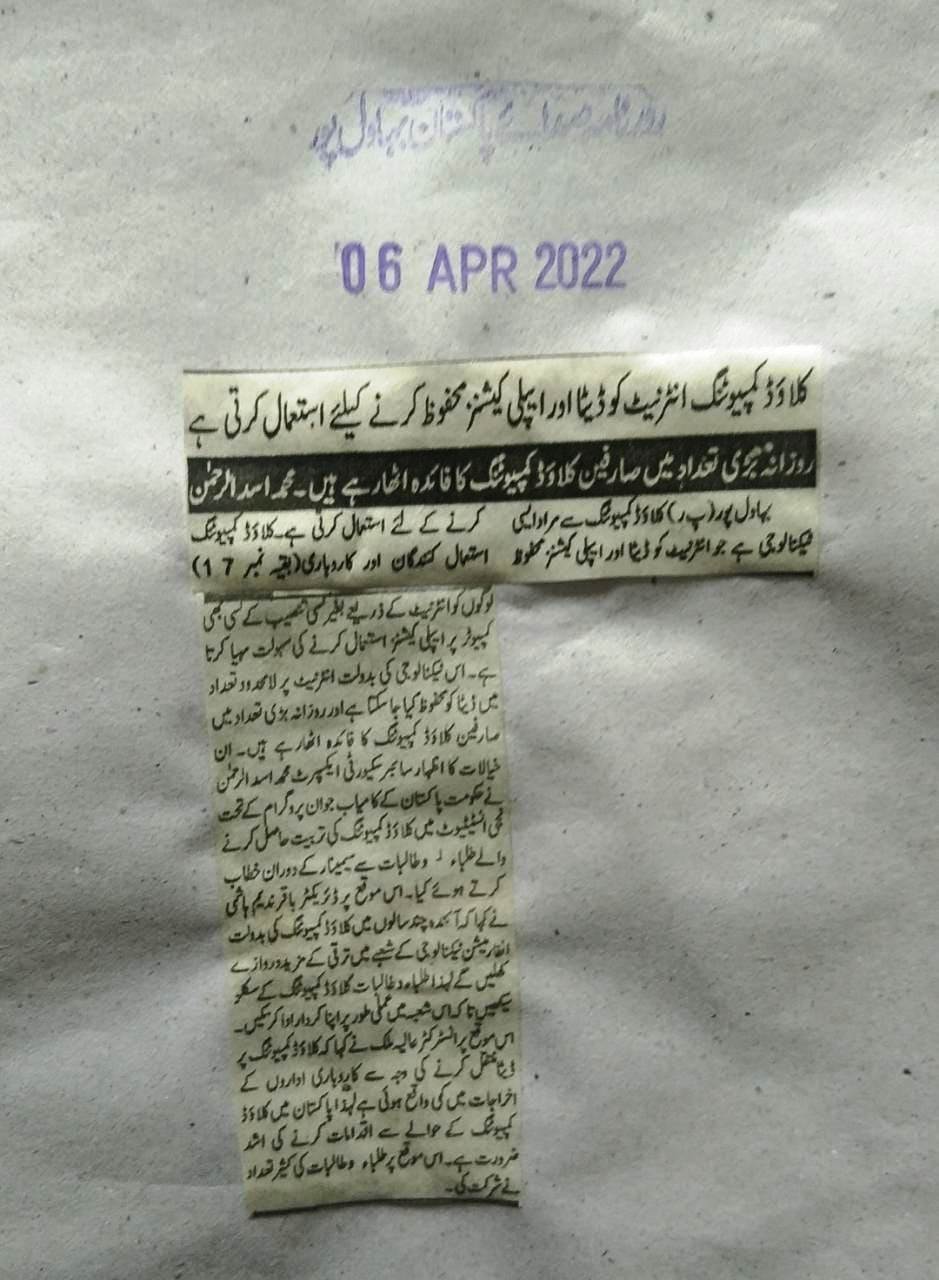 روزنامہ صدائے پاکستان بہاول پور
06 APR 2022
کلاؤڈ کمپیوٹنگ انٹرنیٹ کو ڈیٹا اور ایپلی کیشنز محفوظ کرنے کیلئے استعمال کرتی ہے
روزانہ بڑی تعداد میں صارفین کلاؤڈ کمپیوٹنگ کا فائدہ اٹھا رہے ہیں۔ محمد اسد الرحمٰن
بہاول پور (پ ر) کلاؤڈ کمپیوٹنگ سے مراد ایسی
ٹیکنالوجی ہے جو انٹرنیٹ کو ڈیٹا اور ایپلی کیشنز محفوظ
کرنے کے لئے استعمال کرتی ہے۔ کلاؤڈ کمپیوٹنگ
استعمال کنندگان اور کاروباری (بقیہ نمبر 17)
لوگوں کو انٹرنیٹ کے ذریعے بغیر کسی تنصیب کے کسی بھی
کمپیوٹر پر ایپلی کیشنز استعمال کرنے کی سہولت مہیا کرتا
ہے۔ اس ٹیکنالوجی کی بدولت انٹرنیٹ پر لامحدود تعداد
میں ڈیٹا کو محفوظ کیا جا سکتا ہے اور روزانہ بڑی تعداد میں
صارفین کلاؤڈ کمپیوٹنگ کا فائدہ اٹھا رہے ہیں۔ ان
خیالات کا اظہار سائبر سکیورٹی ایکسپرٹ محمد اسد الرحمٰن
نے حکومت پاکستان کے کامیاب جوان پروگرام کے تحت
نجی انسٹیٹیوٹ میں کلاؤڈ کمپیوٹنگ کی تربیت حاصل کرنے
والے طلباء و طالبات سے سیمینار کے دوران خطاب
کرتے ہوئے کیا۔ اس موقع پر ڈائریکٹر باقر ندیم ہاشمی
نے کہا کہ آئندہ چند سالوں میں کلاؤڈ کمپیوٹنگ کی بدولت
انفارمیشن ٹیکنالوجی کے شعبے میں ترقی کے مزید دروازے
کھلیں گے لہذا طلباء و طالبات کلاؤڈ کمپیوٹنگ کے سکلز
سیکھیں تاکہ اس شعبہ میں عملی طور پر اپنا کردار ادا کر سکیں۔
اس موقع پر انسٹرکٹر عالیہ ملک نے کہا کہ کلاؤڈ کمپیوٹنگ پر
ڈیٹا منتقل کرنے کی وجہ سے کاروباری اداروں کے
اخراجات میں کمی واقع ہوئی ہے لہذا پاکستان میں کلاؤڈ
کمپیوٹنگ کے حوالے سے اقدامات کرنے کی اشد
ضرورت ہے۔ اس موقع پر طلباء و طالبات کی کثیر تعداد
نے شرکت کی۔